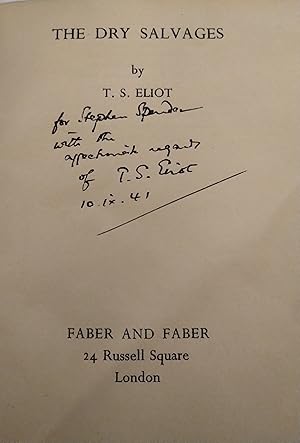 THE DRY SALVAGES
by
T. S. ELIOT
for Stephen Spender
with the
affectionate regards
of T. S. Eliot
10. ix. 41
FABER AND FABER
24 Russell Square
London